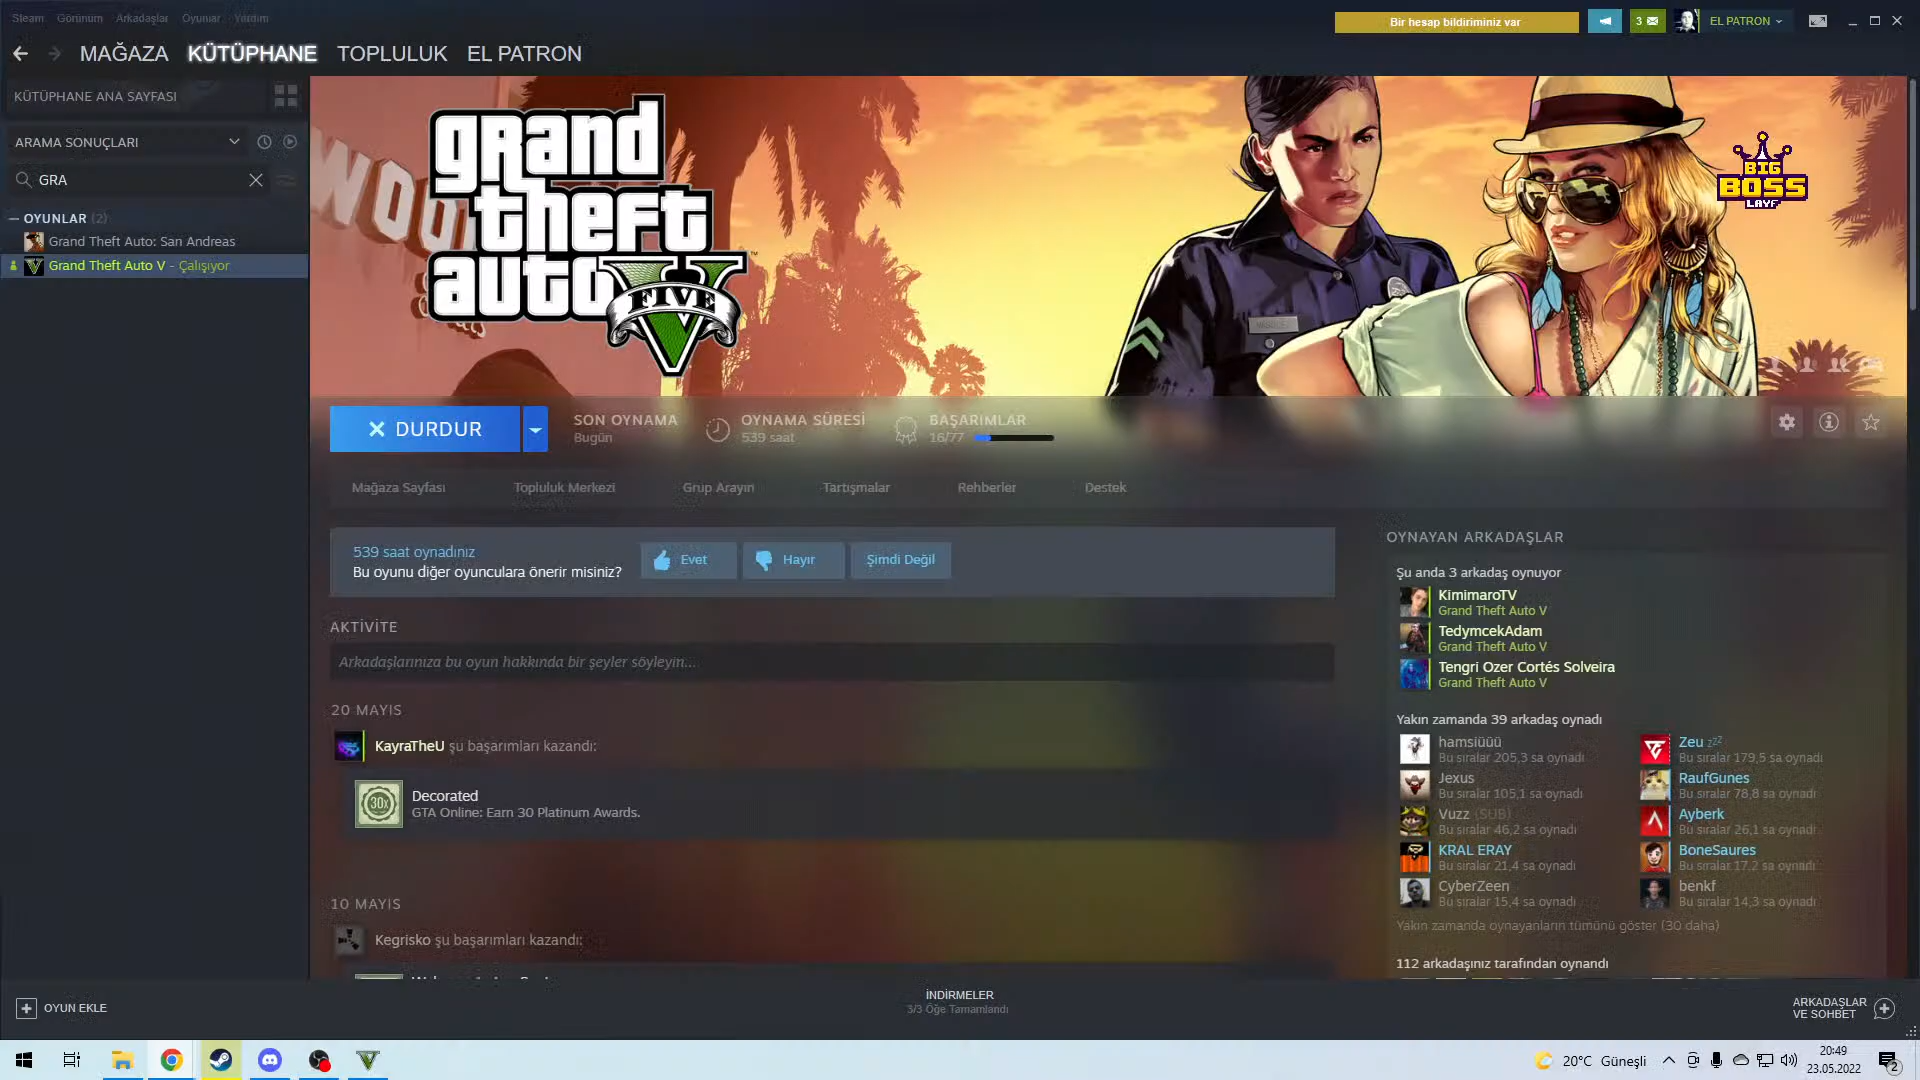 Steam Görünüm Arkadaşlar Oyunlar Yardım
Bir hesap bildiriminiz var
3
EL PATRON
MAĞAZA KÜTÜPHANE TOPLULUK EL PATRON
KÜTÜPHANE ANA SAYFASI
ARAMA SONUÇLARI
GRA
OYUNLAR (2)
Grand Theft Auto: San Andreas
Grand Theft Auto V - Çalışıyor
grand
theft
auto
FIVE
V
BIG
BOSS
LAYF
DURDUR
SON OYNAMA
Bugün
OYNAMA SÜRESİ
539 saat
BAŞARIMLAR
16/77
Mağaza Sayfası Topluluk Merkezi Grup Arayın Tartışmalar Rehberler Destek
539 saat oynadınız
Bu oyunu diğer oyunculara önerir misiniz?
Evet
Hayır
Şimdi Değil
AKTİVİTE
Arkadaşlarınıza bu oyun hakkında bir şeyler söyleyin...
20 MAYIS
KayraTheU şu başarımları kazandı:
30x
Decorated
GTA Online: Earn 30 Platinum Awards.
10 MAYIS
Kegrisko şu başarımları kazandı:
OYNAYAN ARKADAŞLAR
Şu anda 3 arkadaş oynuyor
KimimaroTV
Grand Theft Auto V
TedymcekAdam
Grand Theft Auto V
Tengri Ozer Cortés Solveira
Grand Theft Auto V
Yakın zamanda 39 arkadaş oynadı
hamsiüüü
Bu sıralar 205,3 sa oynadı
Zeu zZZ
Bu sıralar 179,5 sa oynadı
Jexus
Bu sıralar 105,1 sa oynadı
RaufGunes
Bu sıralar 78,8 sa oynadı
Vuzz (SUB)
Bu sıralar 46,2 sa oynadı
Ayberk
Bu sıralar 26,1 sa oynadı
KRAL ERAY
Bu sıralar 21,4 sa oynadı
BoneSaures
Bu sıralar 17,2 sa oynadı
CyberZeen
Bu sıralar 15,4 sa oynadı
benkf
Bu sıralar 14,3 sa oynadı
Yakın zamanda oynayanların tümünü göster (30 daha)
112 arkadaşınız tarafından oynandı
OYUN EKLE
İNDİRMELER
3/3 Öğe Tamamlandı
ARKADAŞLAR
VE SOHBET
20°C Güneşli
20:49
23.05.2022
2